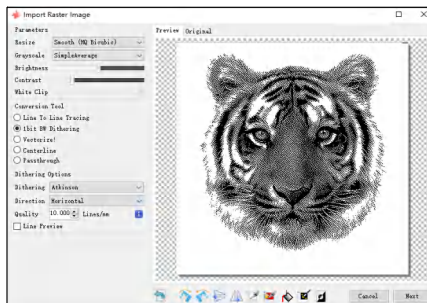 Import Raster Image
Parameters
Resize Smooth (HQ Bicubic)
Grayscale SimpleAverage
Brightness
Contrast
White Clip
Conversion Tool
Line To Line Tracing
1bit BW Dithering
Vectorize!
Centerline
Passthrough
Dithering Options
Dithering Atkinson
Direction Horizontal
Quality 10.000 Lines/mm
Line Preview
Preview Original
Cancel Next